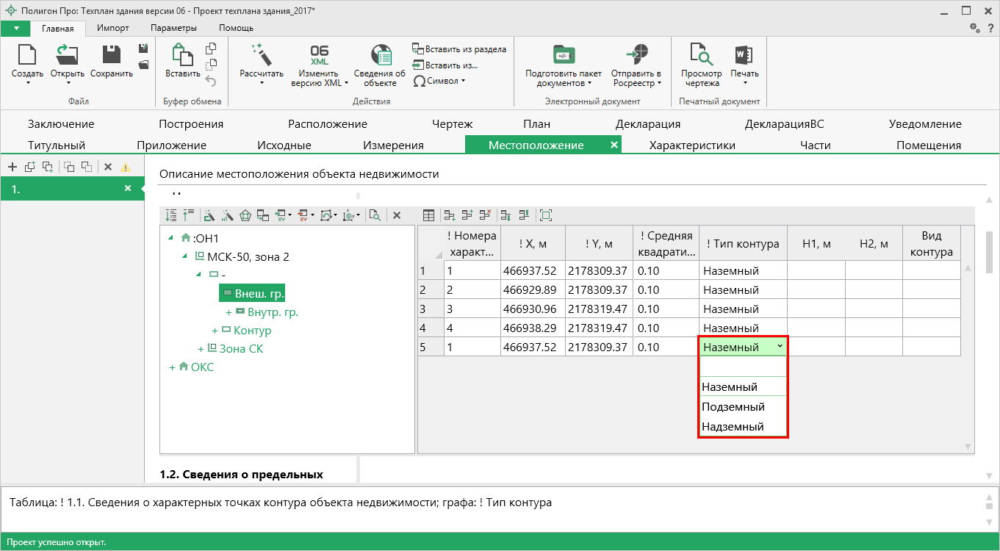 Полигон Про: Техплан здания версии 06 - Проект техплана здания_2017*
Главная Импорт Параметры Помощь
?
06
XML
W
Создать Открыть Сохранить
Вставить
Рассчитать
Изменить
версию XML
Сведения об
объекте
Вставить из раздела
Вставить из...
Символ
Подготовить пакет
документов
Отправить в
Росреестр
Просмотр
чертежа
Печать
Файл Буфер обмена Действия Электронный документ Печатный документ
Заключение Построения Расположение Чертеж План Декларация ДекларацияВС Уведомление
Титульный Приложение Исходные Измерения Местоположение Характеристики Части Помещения
1.
Описание местоположения объекта недвижимости
:ОН1
МСК-50, зона 2
-
Внеш. гр.
+ Внутр. гр.
+ Контур
+ Зона СК
+ ОКС
! Номера
характ...
! X, м
! Y, м
! Средняя
квадрати...
! Тип контура
H1, м
H2, м
Вид
контура
1 1 466937.52 2178309.37 0.10 Наземный
2 2 466929.89 2178309.37 0.10 Наземный
3 3 466930.96 2178319.47 0.10 Наземный
4 4 466938.29 2178319.47 0.10 Наземный
5 1 466937.52 2178309.37 0.10 Наземный
Наземный
Подземный
Надземный
1.2. Сведения о предельных
Таблица: ! 1.1. Сведения о характерных точках контура объекта недвижимости; графа: ! Тип контура
Проект успешно открыт.